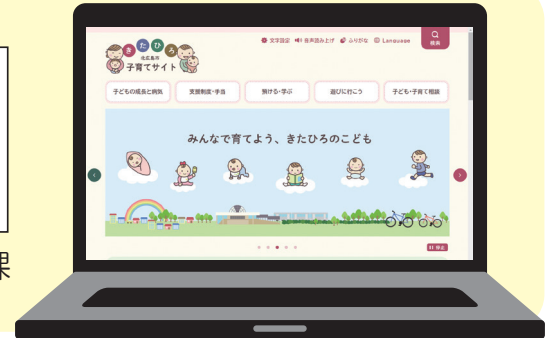 文字設定 音声読み上げ ふりがな Language
検索
きたひろ
北広島市
子育てサイト
子どもの成長と病気 支援制度・手当 預ける・学ぶ 遊びに行こう 子ども・子育て相談
みんなで育てよう、きたひろのこども
停止
課